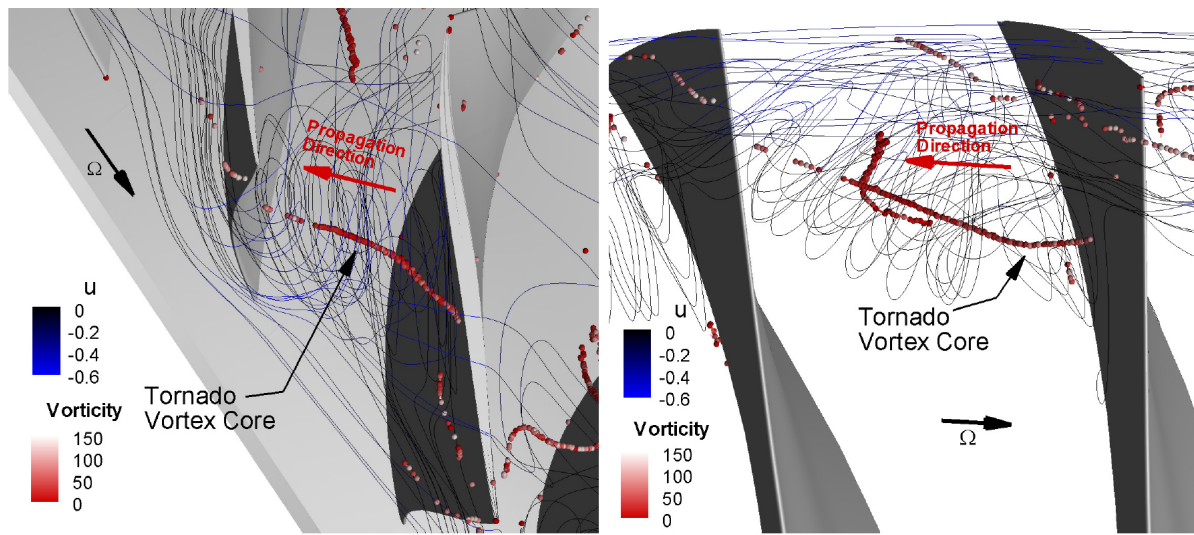 Propagation
Direction
Ω
u
0
-0.2
-0.4
-0.6
Tornado
Vortex Core
Vorticity
150
100
50
0
Propagation
Direction
u
0
-0.2
-0.4
-0.6
Tornado
Vortex Core
Vorticity
150
100
50
0
Ω